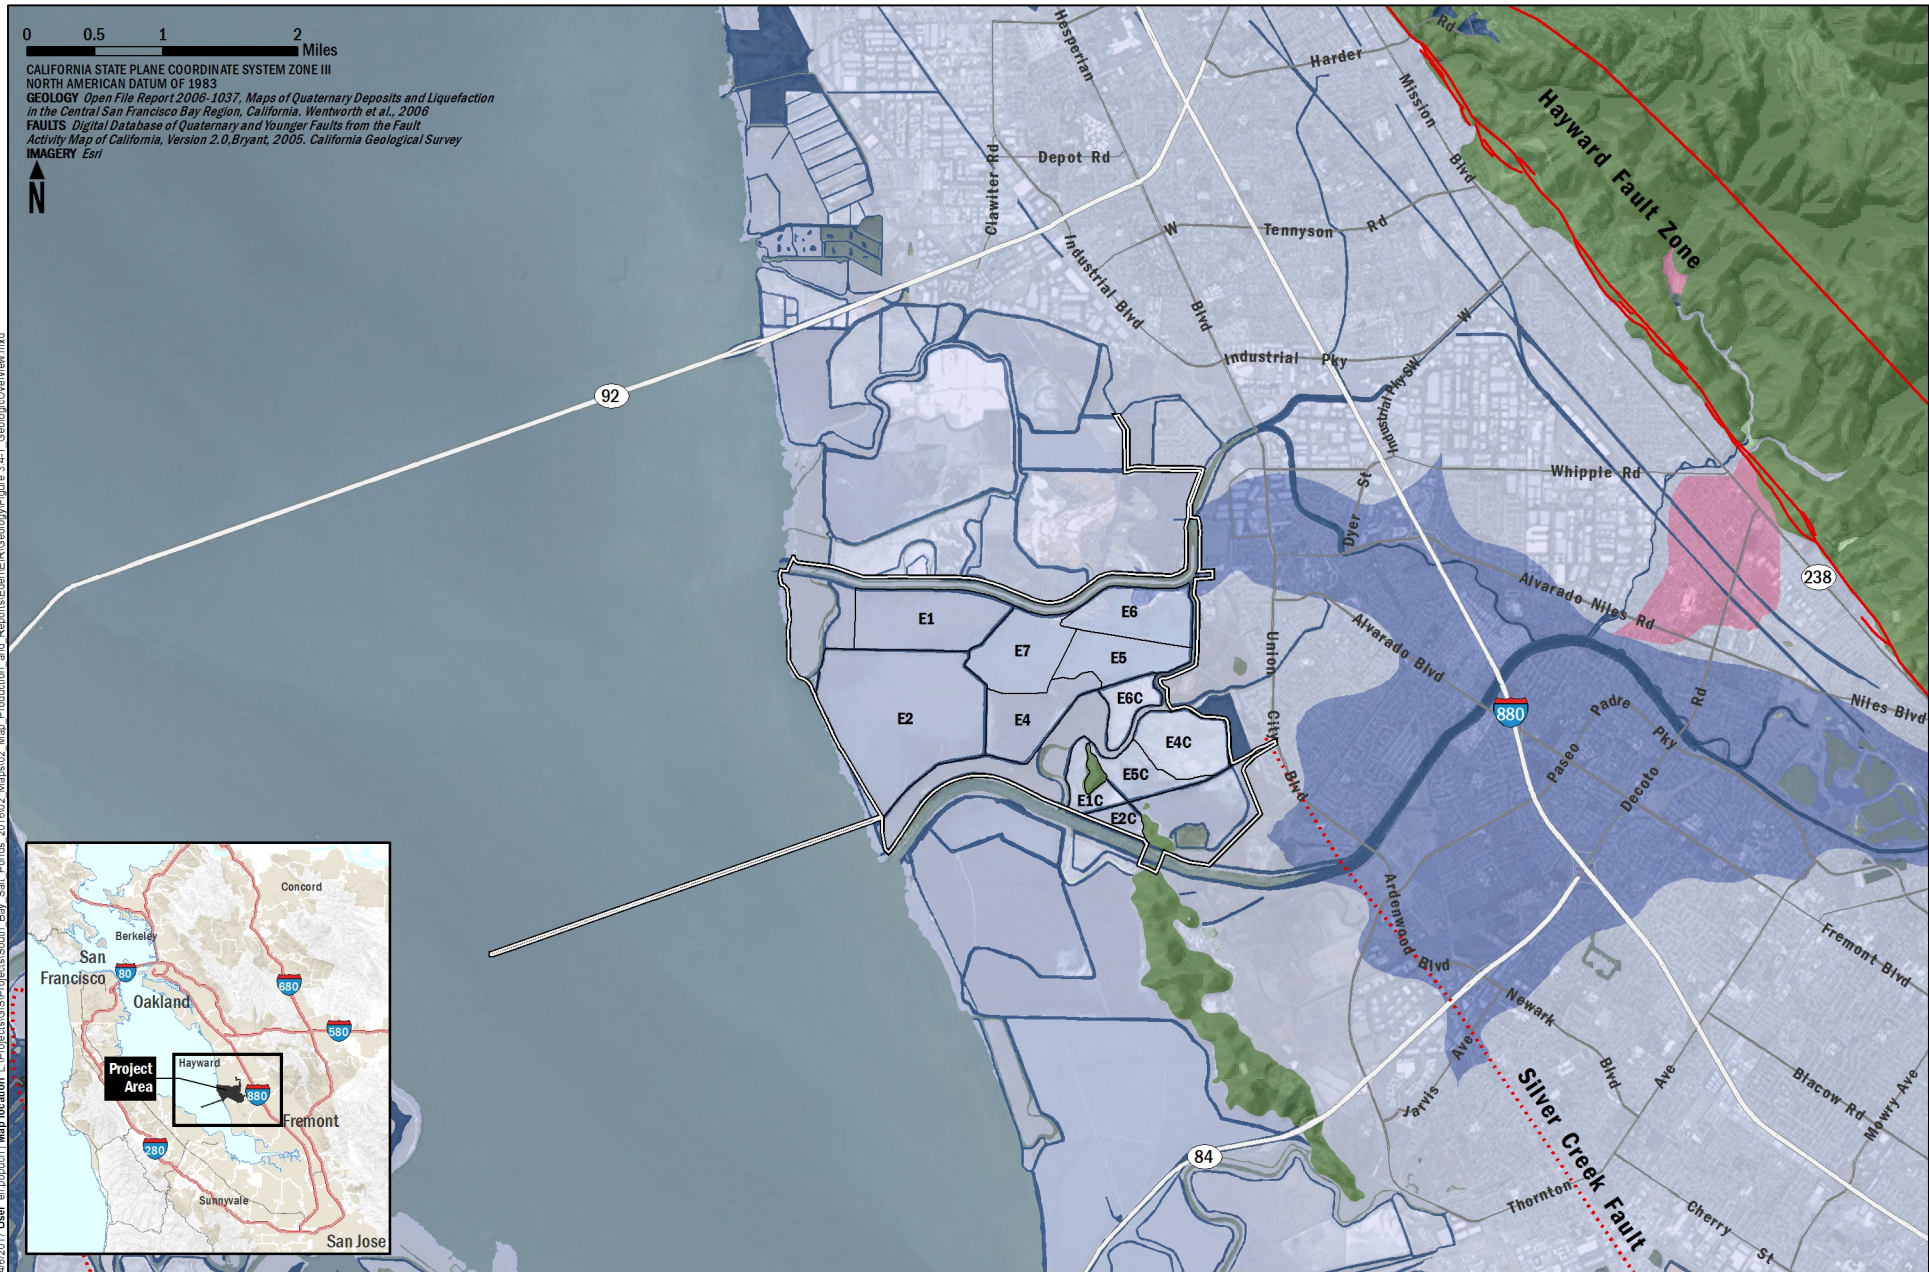 0 0.5 1 2
Miles
CALIFORNIA STATE PLANE COORDINATE SYSTEM ZONE III
NORTH AMERICAN DATUM OF 1983
GEOLOGY Open File Report 2006-1037, Maps of Quaternary Deposits and Liquefaction
in the Central San Francisco Bay Region, California. Wentworth et al., 2006
FAULTS Digital Database of Quaternary and Younger Faults from the Fault
Activity Map of California, Version 2.0,Bryant, 2005. California Geological Survey
IMAGERY Esri
N
Hesperian
Blvd
Harder
Rd
Mission
Blvd
Hayward Fault Zone
Clawiter Rd
Depot Rd
W
Tennyson
Rd
Industrial Blvd
Industrial Pky
W
Industrial Pky SW
92
Whipple Rd
Dyer St
238
Alvarado Niles Rd
Alvarado Blvd
Niles Blvd
Union
City
Blvd
880
Padre
Paseo
Pky
Decoto
Rd
E1
E6
E7
E5
E2
E4
E6C
E4C
E5C
E1C
E2C
Ardenwood Blvd
Newark
Blvd
Fremont Blvd
Jarvis
Ave
Ave
Blacow Rd
Mowry Ave
Silver Creek Fault
84
Thornton
Cherry
St
Concord
Berkeley
San
Francisco
80
Oakland
680
580
Hayward
Project
Area
880
Fremont
280
Sunnyvale
San Jose